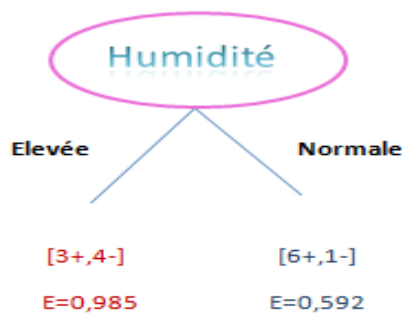 Humidité
Elevée Normale
[3+,4-] [6+,1-]
E=0,985 E=0,592